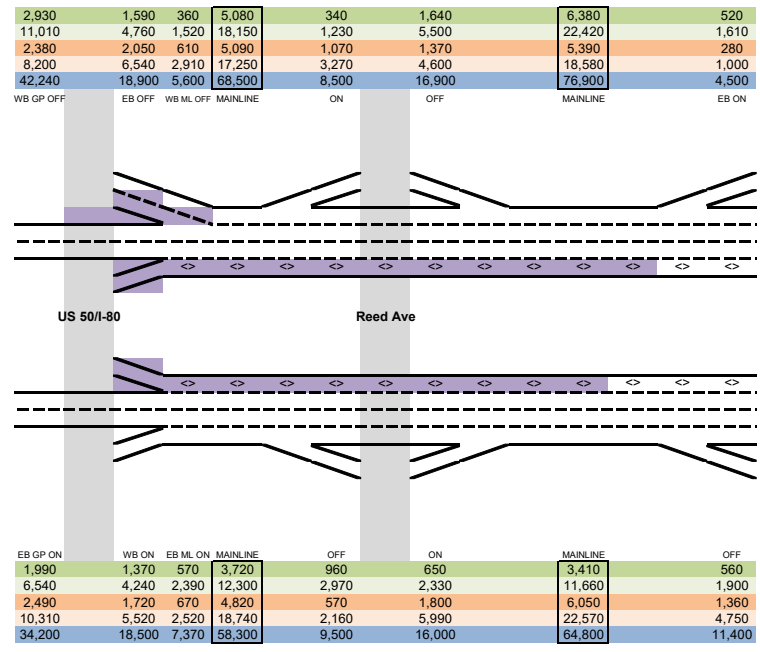 2,930 1,590 360 5,080 340 1,640 6,380 520
11,010 4,760 1,520 18,150 1,230 5,500 22,420 1,610
2,380 2,050 610 5,090 1,070 1,370 5,390 280
8,200 6,540 2,910 17,250 3,270 4,600 18,580 1,000
42,240 18,900 5,600 68,500 8,500 16,900 76,900 4,500
WB GP OFF EB OFF WB ML OFF MAINLINE ON OFF MAINLINE EB ON
<> <> <> <> <> <> <> <> <> <> <> <>
US 50/I-80 Reed Ave
<> <> <> <> <> <> <> <> <> <> <> <>
EB GP ON WB ON EB ML ON MAINLINE OFF ON MAINLINE OFF
1,990 1,370 570 3,720 960 650 3,410 560
6,540 4,240 2,390 12,300 2,970 2,330 11,660 1,900
2,490 1,720 670 4,820 570 1,800 6,050 1,360
10,310 5,520 2,520 18,740 2,160 5,990 22,570 4,750
34,200 18,500 7,370 58,300 9,500 16,000 64,800 11,400